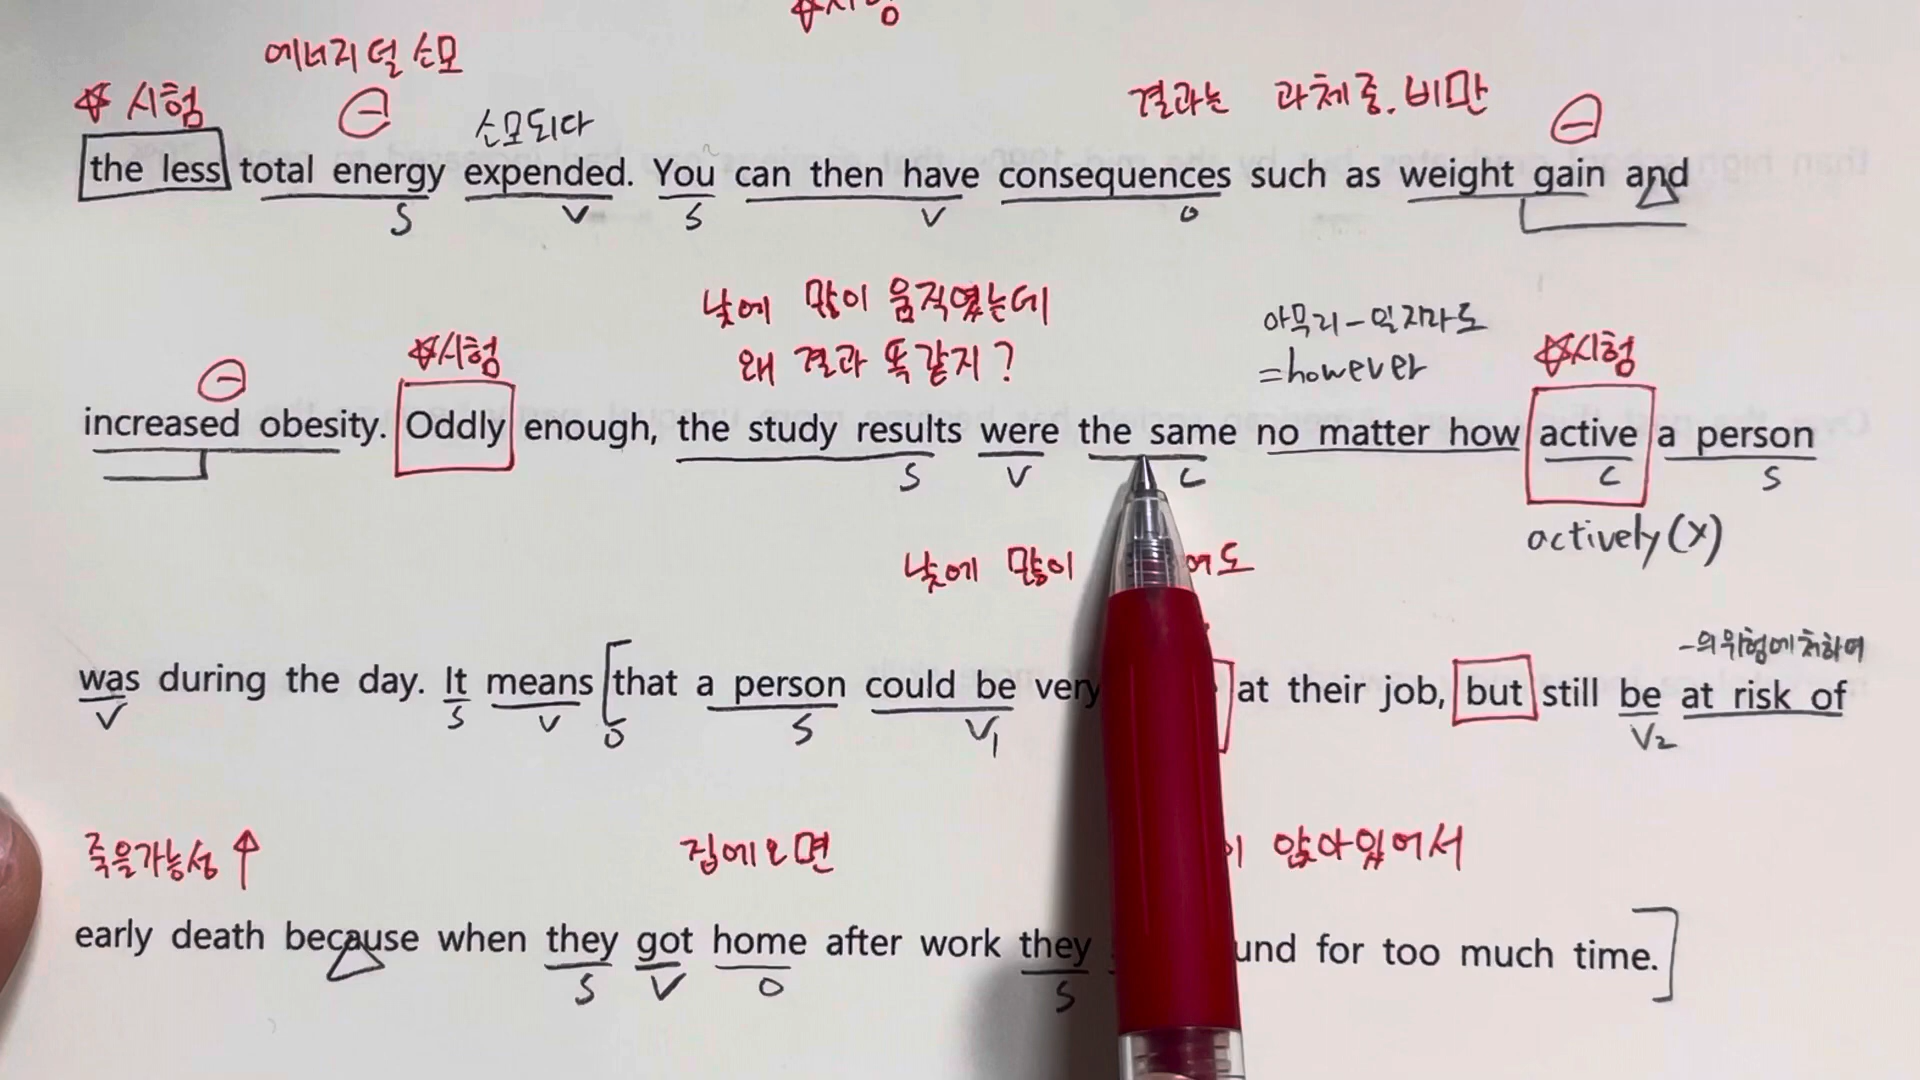 에너지 덜 소모
☆시험 ⊖ 소모되다 결과는 과체중.비만 ⊖
the less total energy expended. You can then have consequences such as weight gain and
S V S V O
낮에 많이 움직였는데 아무리-일지라도
⊖ ☆시험 왜 결과 똑같지? =however ☆시험
increased obesity. Oddly enough, the study results were the same no matter how active a person
S V C C S
낮에 많이 어도 actively(X)
-의 위험에 처하여
was during the day. It means [that a person could be very at their job, but still be at risk of
V S V O S V1 V2
죽을가능성 ↑ 집에오면 앉아있어서
early death because when they got home after work they for too much time.]
S V O S